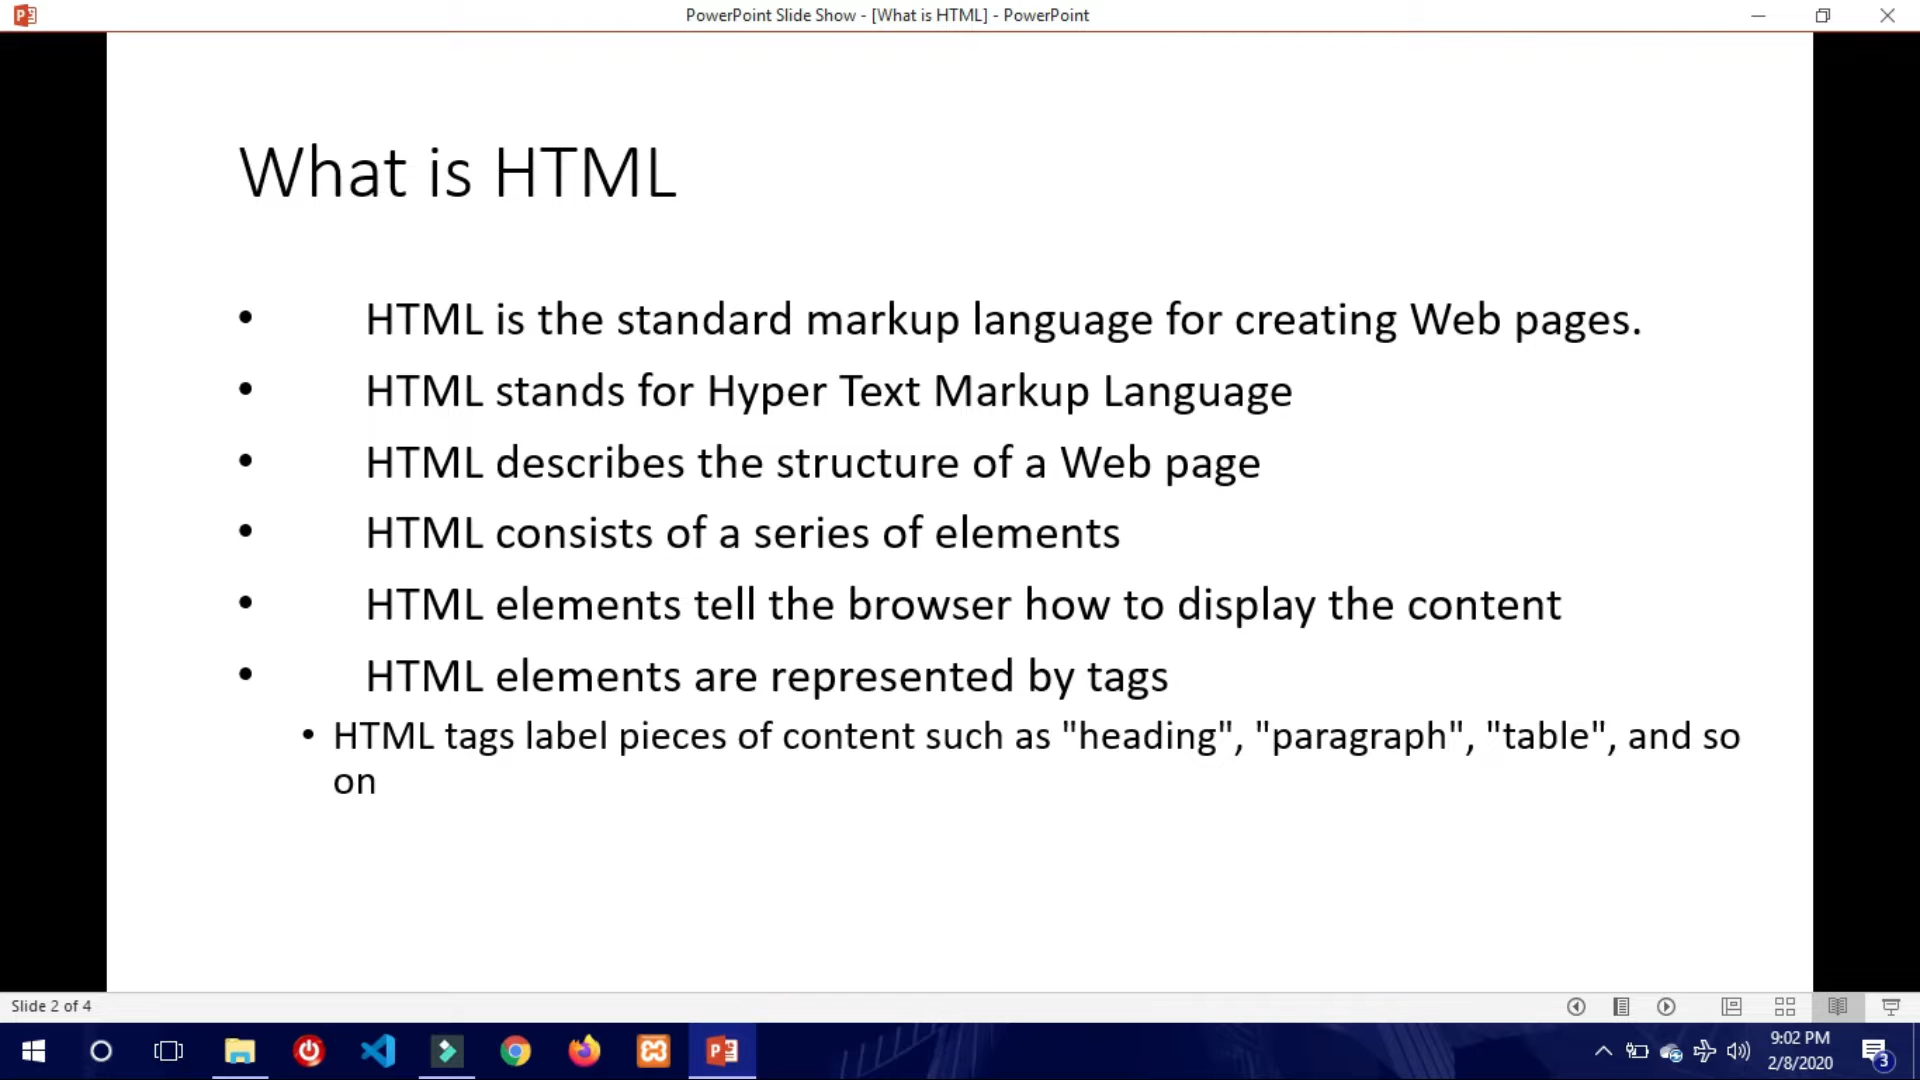 PowerPoint Slide Show - [What is HTML] - PowerPoint
What is HTML
• HTML is the standard markup language for creating Web pages.
• HTML stands for Hyper Text Markup Language
• HTML describes the structure of a Web page
• HTML consists of a series of elements
• HTML elements tell the browser how to display the content
• HTML elements are represented by tags
• HTML tags label pieces of content such as "heading", "paragraph", "table", and so
on
Slide 2 of 4
9:02 PM
2/8/2020
3